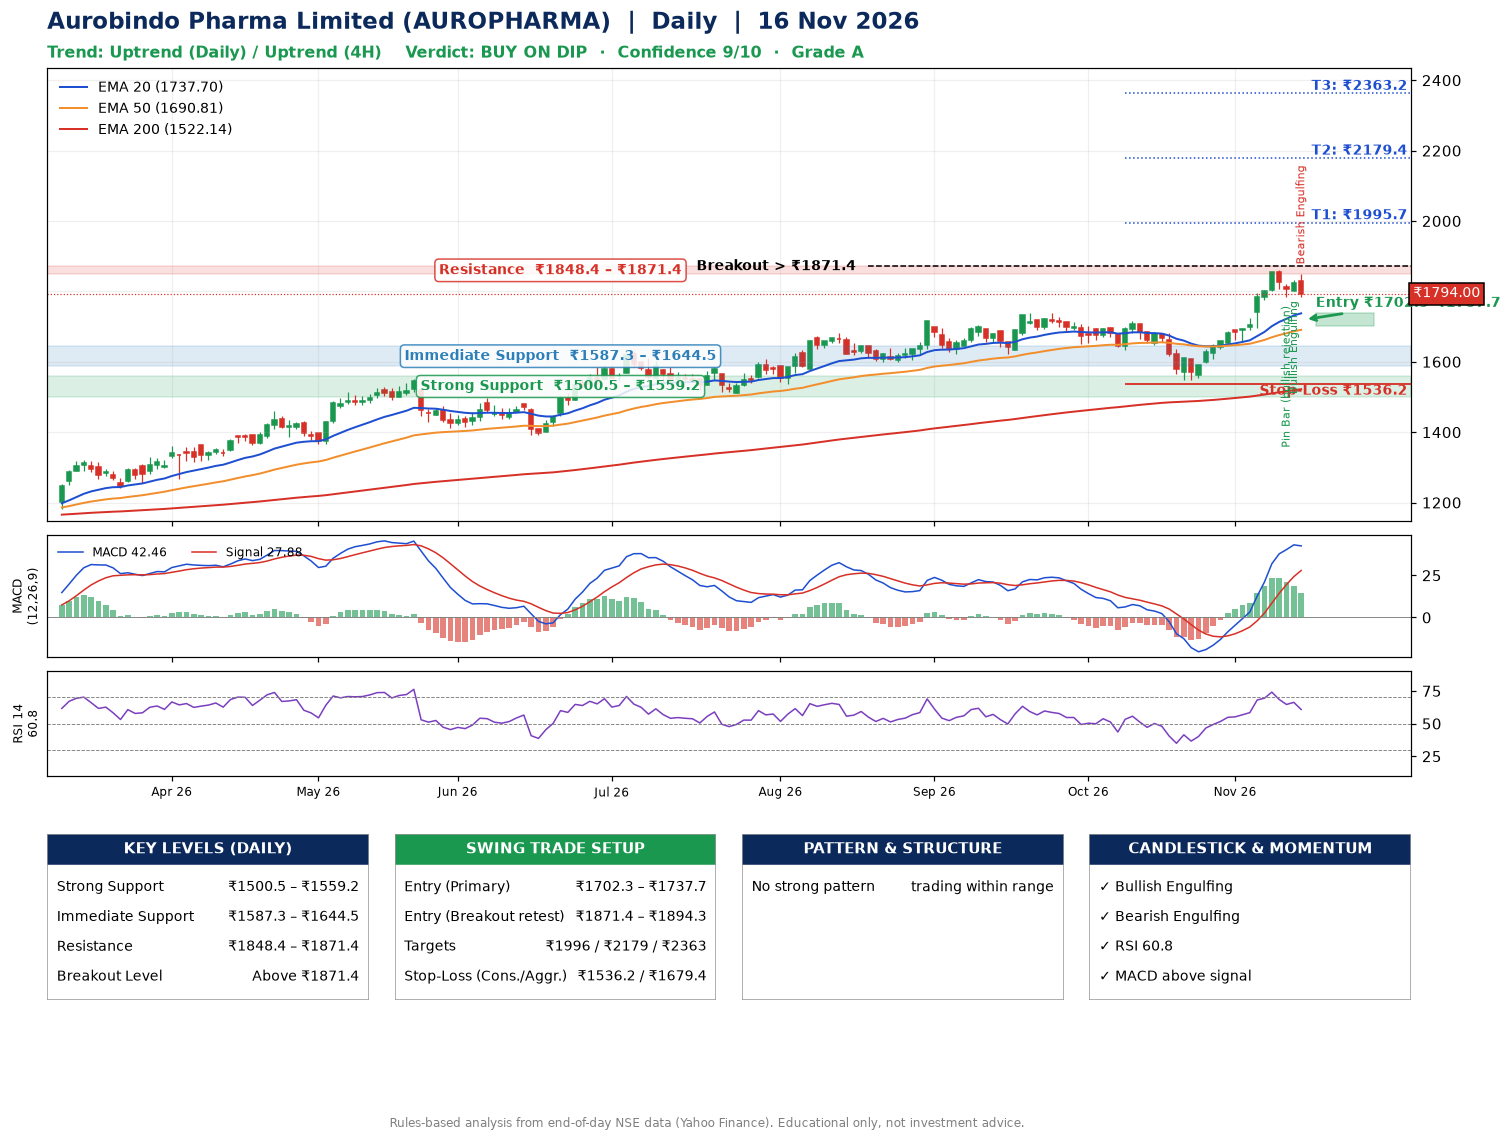 Aurobindo Pharma Limited (AUROPHARMA) | Daily | 16 Nov 2026
Trend: Uptrend (Daily) / Uptrend (4H) Verdict: BUY ON DIP · Confidence 9/10 · Grade A
EMA 20 (1737.70)
EMA 50 (1690.81)
EMA 200 (1522.14)
T3: ₹2363.2
T2: ₹2179.4
T1: ₹1995.7
Bearish Engulfing
Resistance ₹1848.4 – ₹1871.4
Breakout > ₹1871.4
₹1794.00
Entry ₹1702.3
Immediate Support ₹1587.3 – ₹1644.5
Strong Support ₹1500.5 – ₹1559.2
Stop-Loss ₹1536.2
Pin Bar (bullish rejection)
Bullish Engulfing
2400
2200
2000
1600
1400
1200
MACD 42.46
Signal 27.88
MACD
(12,26,9)
25
0
RSI 14
60.8
75
50
25
Apr 26
May 26
Jun 26
Jul 26
Aug 26
Sep 26
Oct 26
Nov 26
KEY LEVELS (DAILY)
Strong Support ₹1500.5 – ₹1559.2
Immediate Support ₹1587.3 – ₹1644.5
Resistance ₹1848.4 – ₹1871.4
Breakout Level Above ₹1871.4
SWING TRADE SETUP
Entry (Primary) ₹1702.3 – ₹1737.7
Entry (Breakout retest) ₹1871.4 – ₹1894.3
Targets ₹1996 / ₹2179 / ₹2363
Stop-Loss (Cons./Aggr.) ₹1536.2 / ₹1679.4
PATTERN & STRUCTURE
No strong pattern trading within range
CANDLESTICK & MOMENTUM
✓ Bullish Engulfing
✓ Bearish Engulfing
✓ RSI 60.8
✓ MACD above signal
Rules-based analysis from end-of-day NSE data (Yahoo Finance). Educational only, not investment advice.